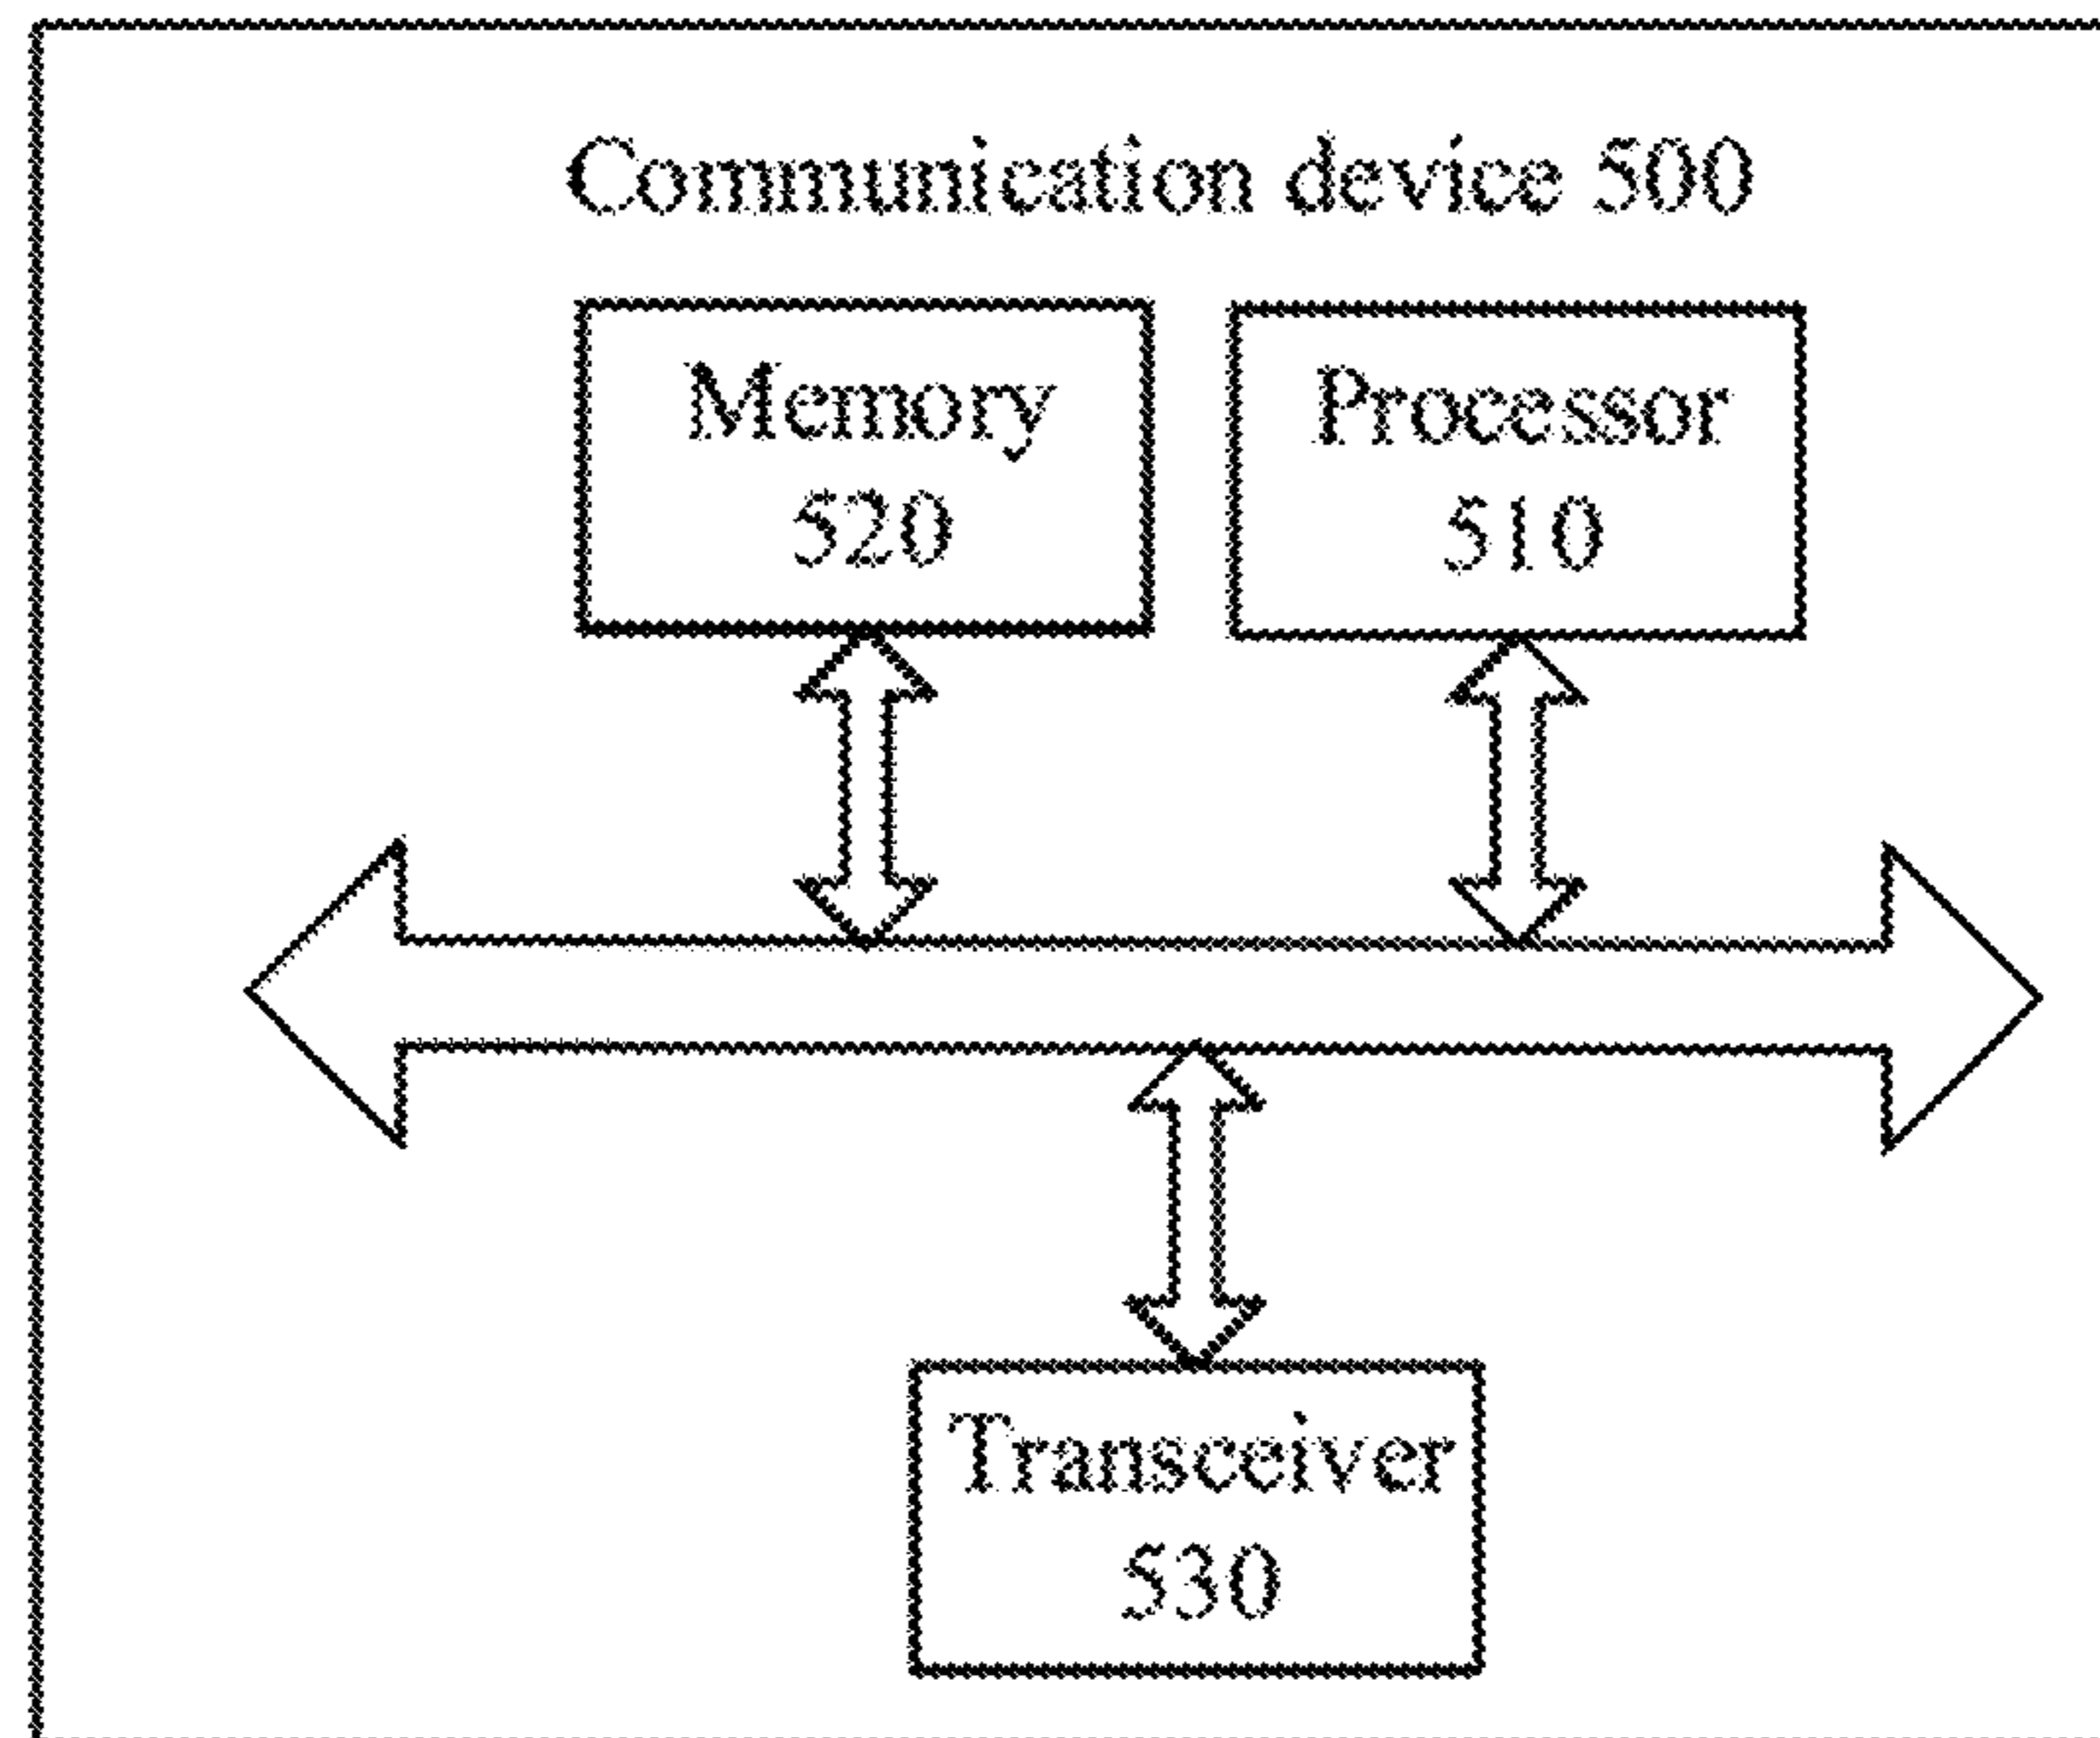 Communication device 500
Memory
520
Processor
510
Transceiver
530